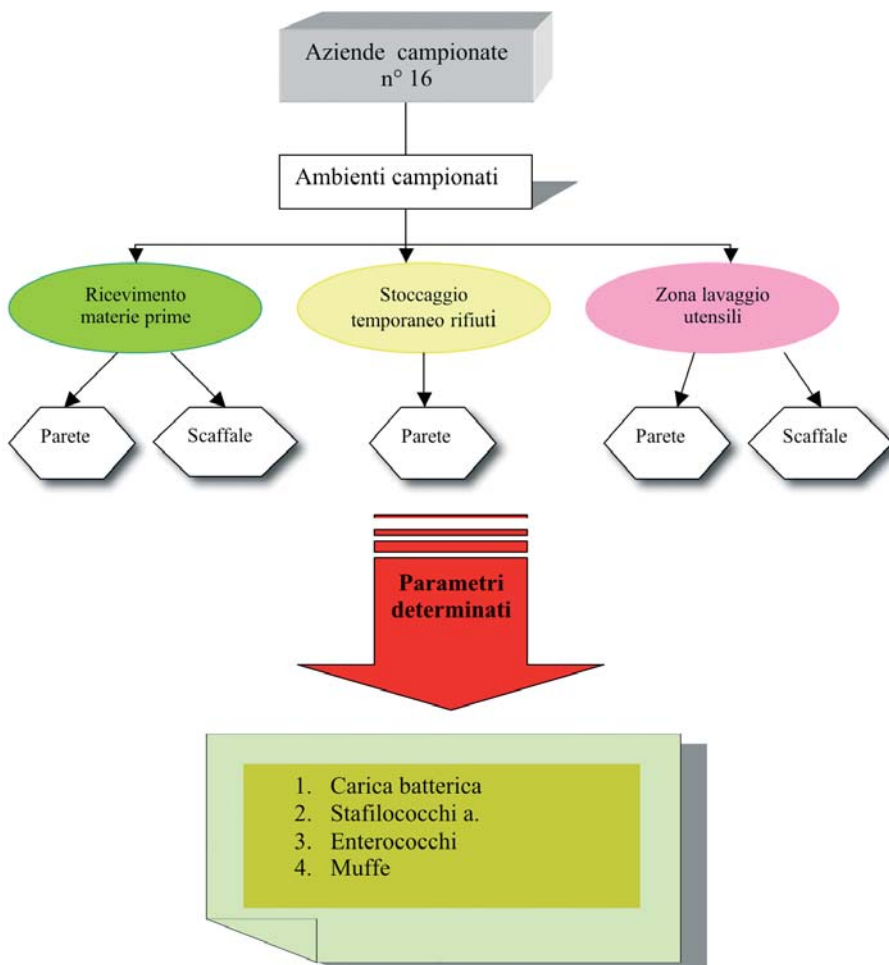 Aziende campionate
n° 16
Ambienti campionati
Ricevimento
materie prime
Stoccaggio
temporaneo rifiuti
Zona lavaggio
utensili
Parete
Scaffale
Parete
Parete
Scaffale
Parametri
determinati
1. Carica batterica
2. Stafilococchi a.
3. Enterococchi
4. Muffe